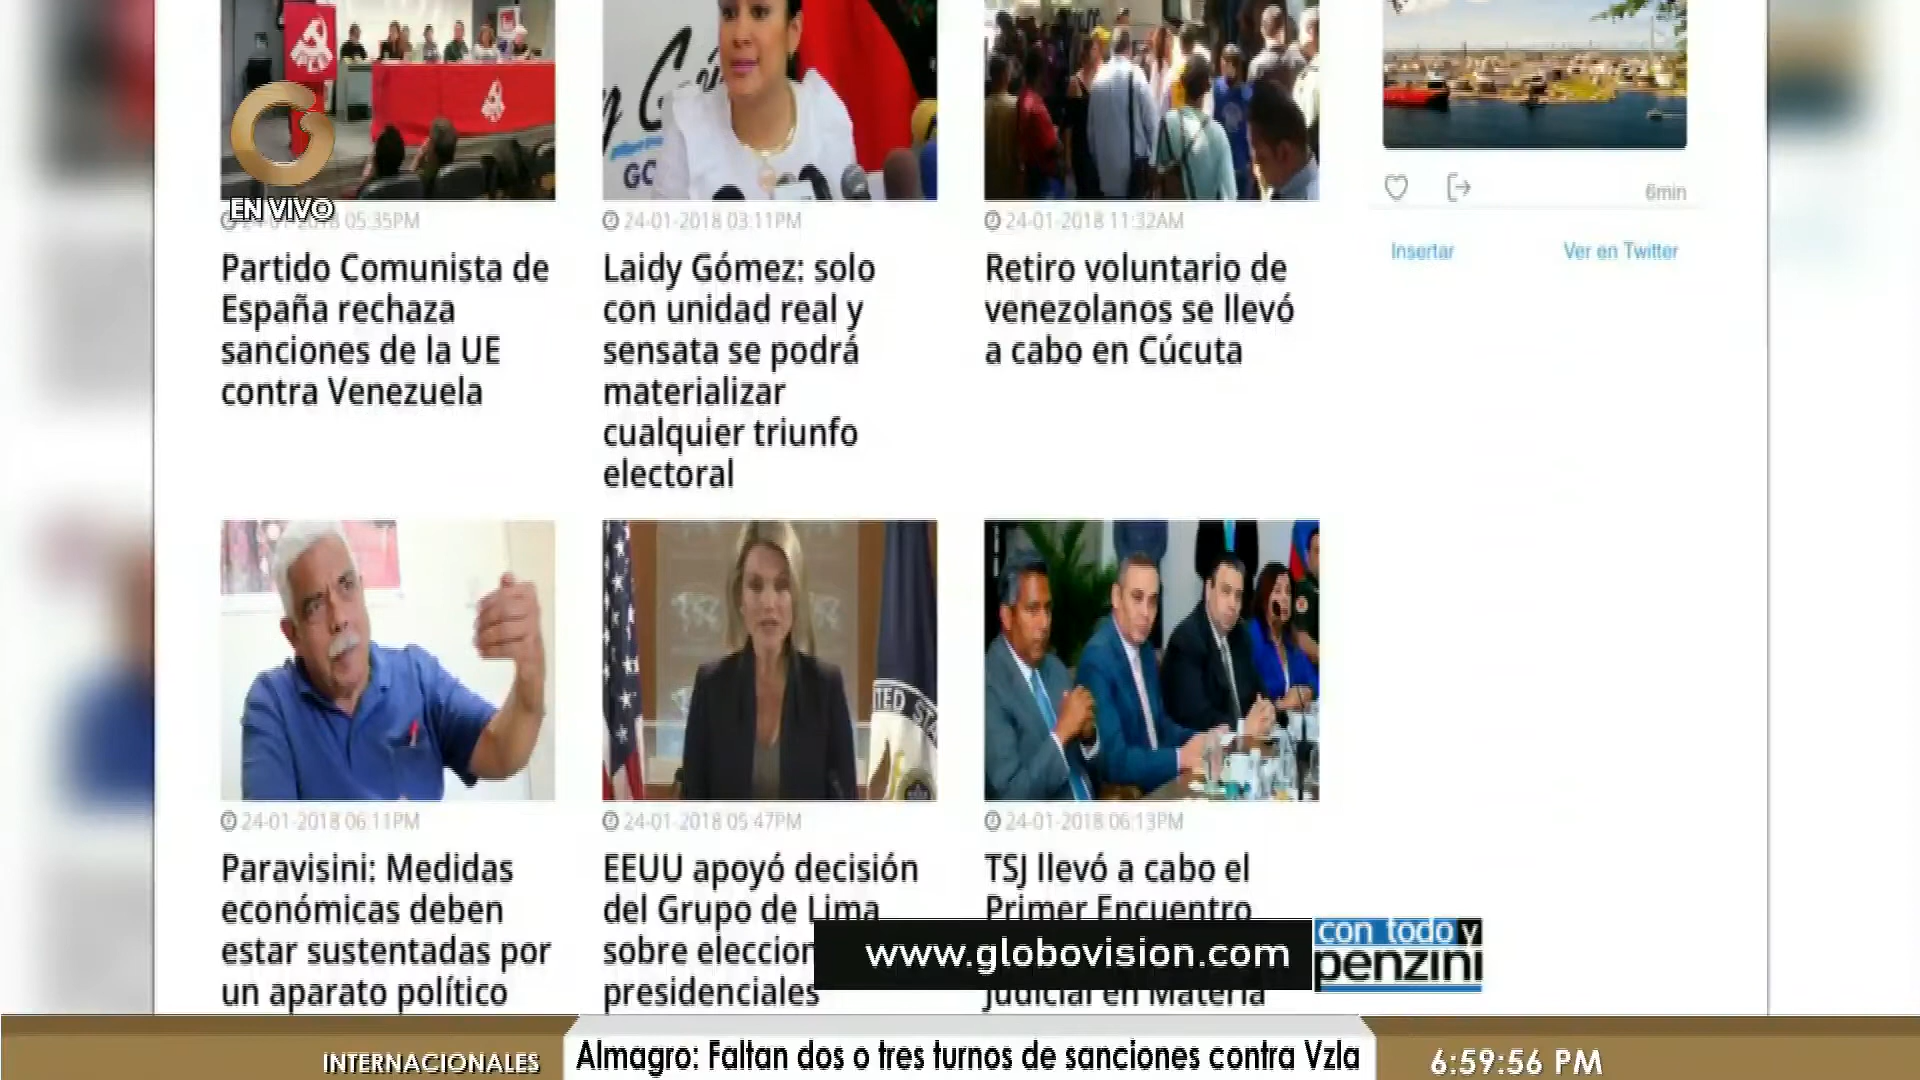 EN VIVO
05:35PM
Partido Comunista de
España rechaza
sanciones de la UE
contra Venezuela
24-01-2018 03:11PM
Laidy Gómez: solo
con unidad real y
sensata se podrá
materializar
cualquier triunfo
electoral
24-01-2018 11:32AM
Retiro voluntario de
venezolanos se llevó
a cabo en Cúcuta
6min
Insertar
Ver en Twitter
24-01-2018 06:11PM
Paravisini: Medidas
económicas deben
estar sustentadas por
un aparato político
24-01-2018 05:47PM
EEUU apoyó decisión
del Grupo de Lima
sobre eleccion
presidenciales
24-01-2018 06:13PM
TSJ llevó a cabo el
Primer Encuentro
Judicial en Materia
www.globovision.com
con todo y
penzini
INTERNACIONALES
Almagro: Faltan dos o tres turnos de sanciones contra Vzla
6:59:56 PM